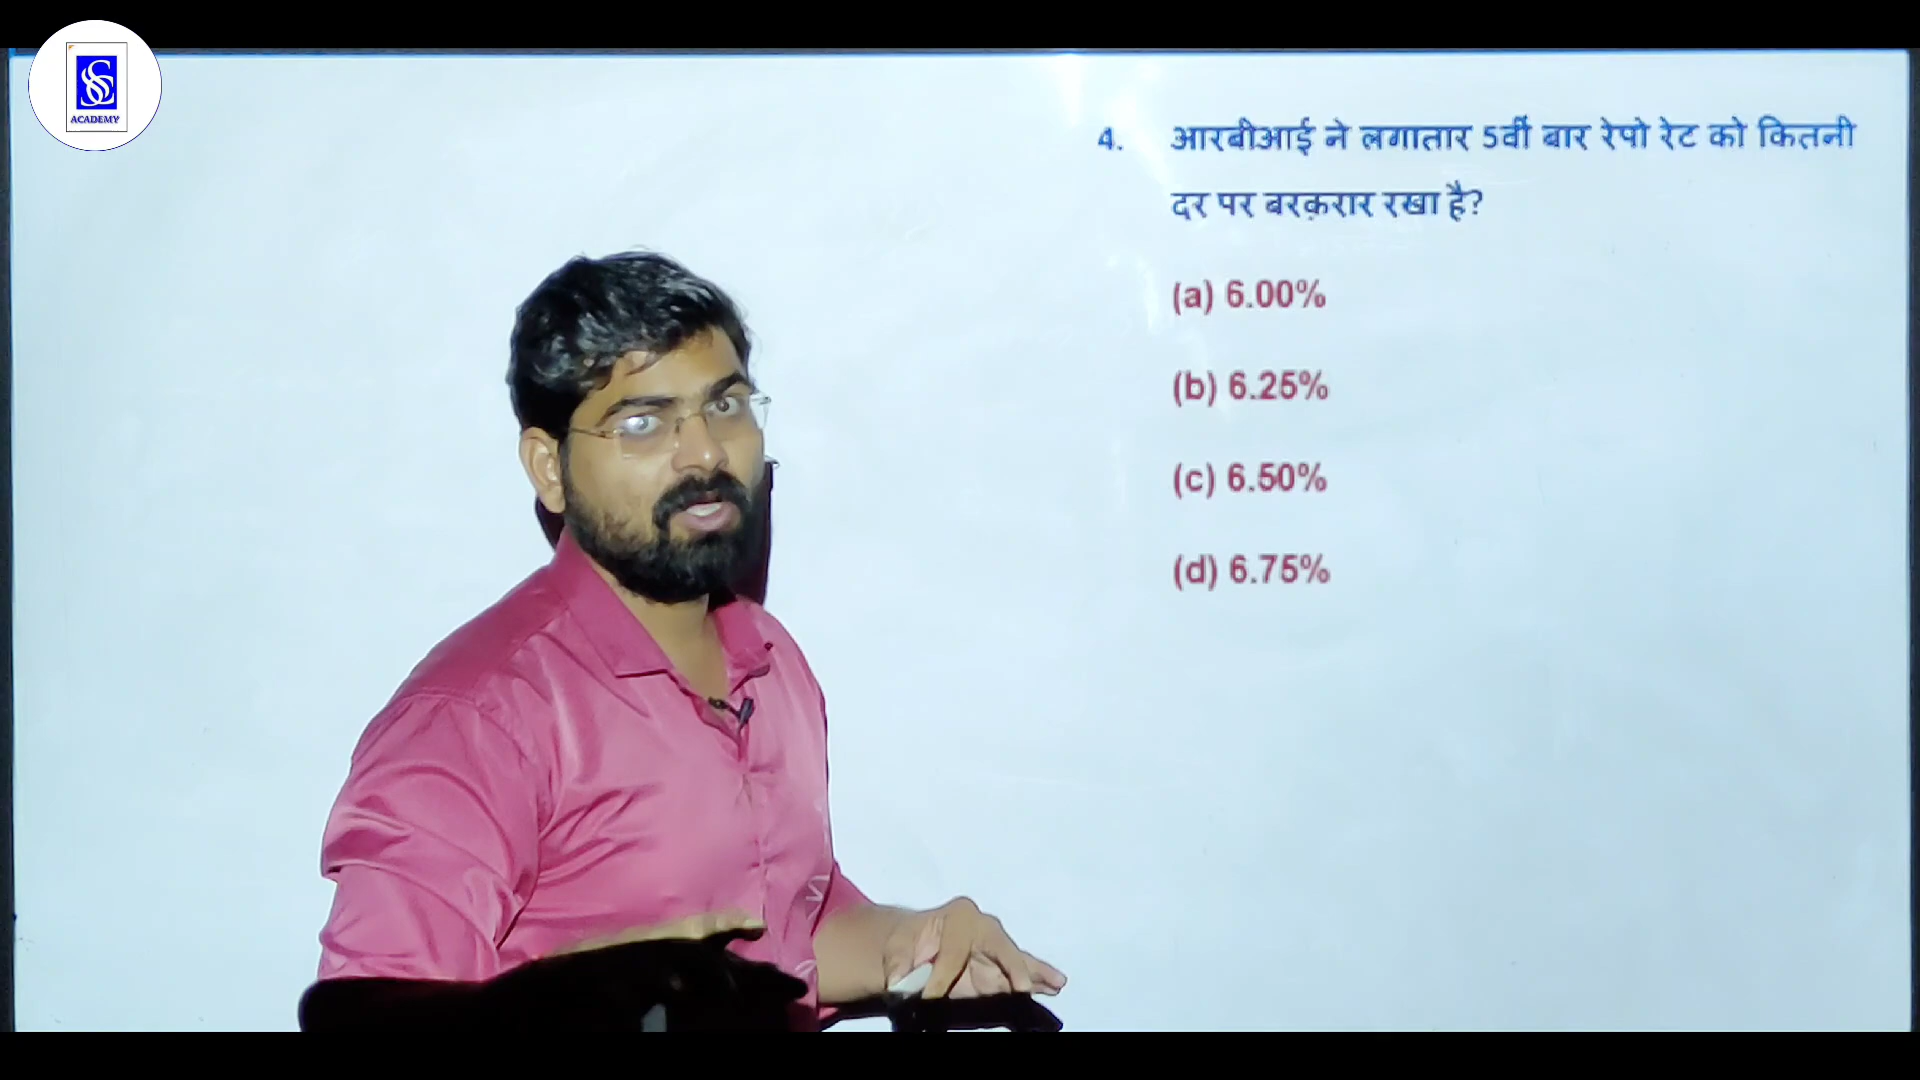 SSC
ACADEMY
4. आरबीआई ने लगातार 5वीं बार रेपो रेट को कितनी
दर पर बरक़रार रखा है?
(a) 6.00%
(b) 6.25%
(c) 6.50%
(d) 6.75%